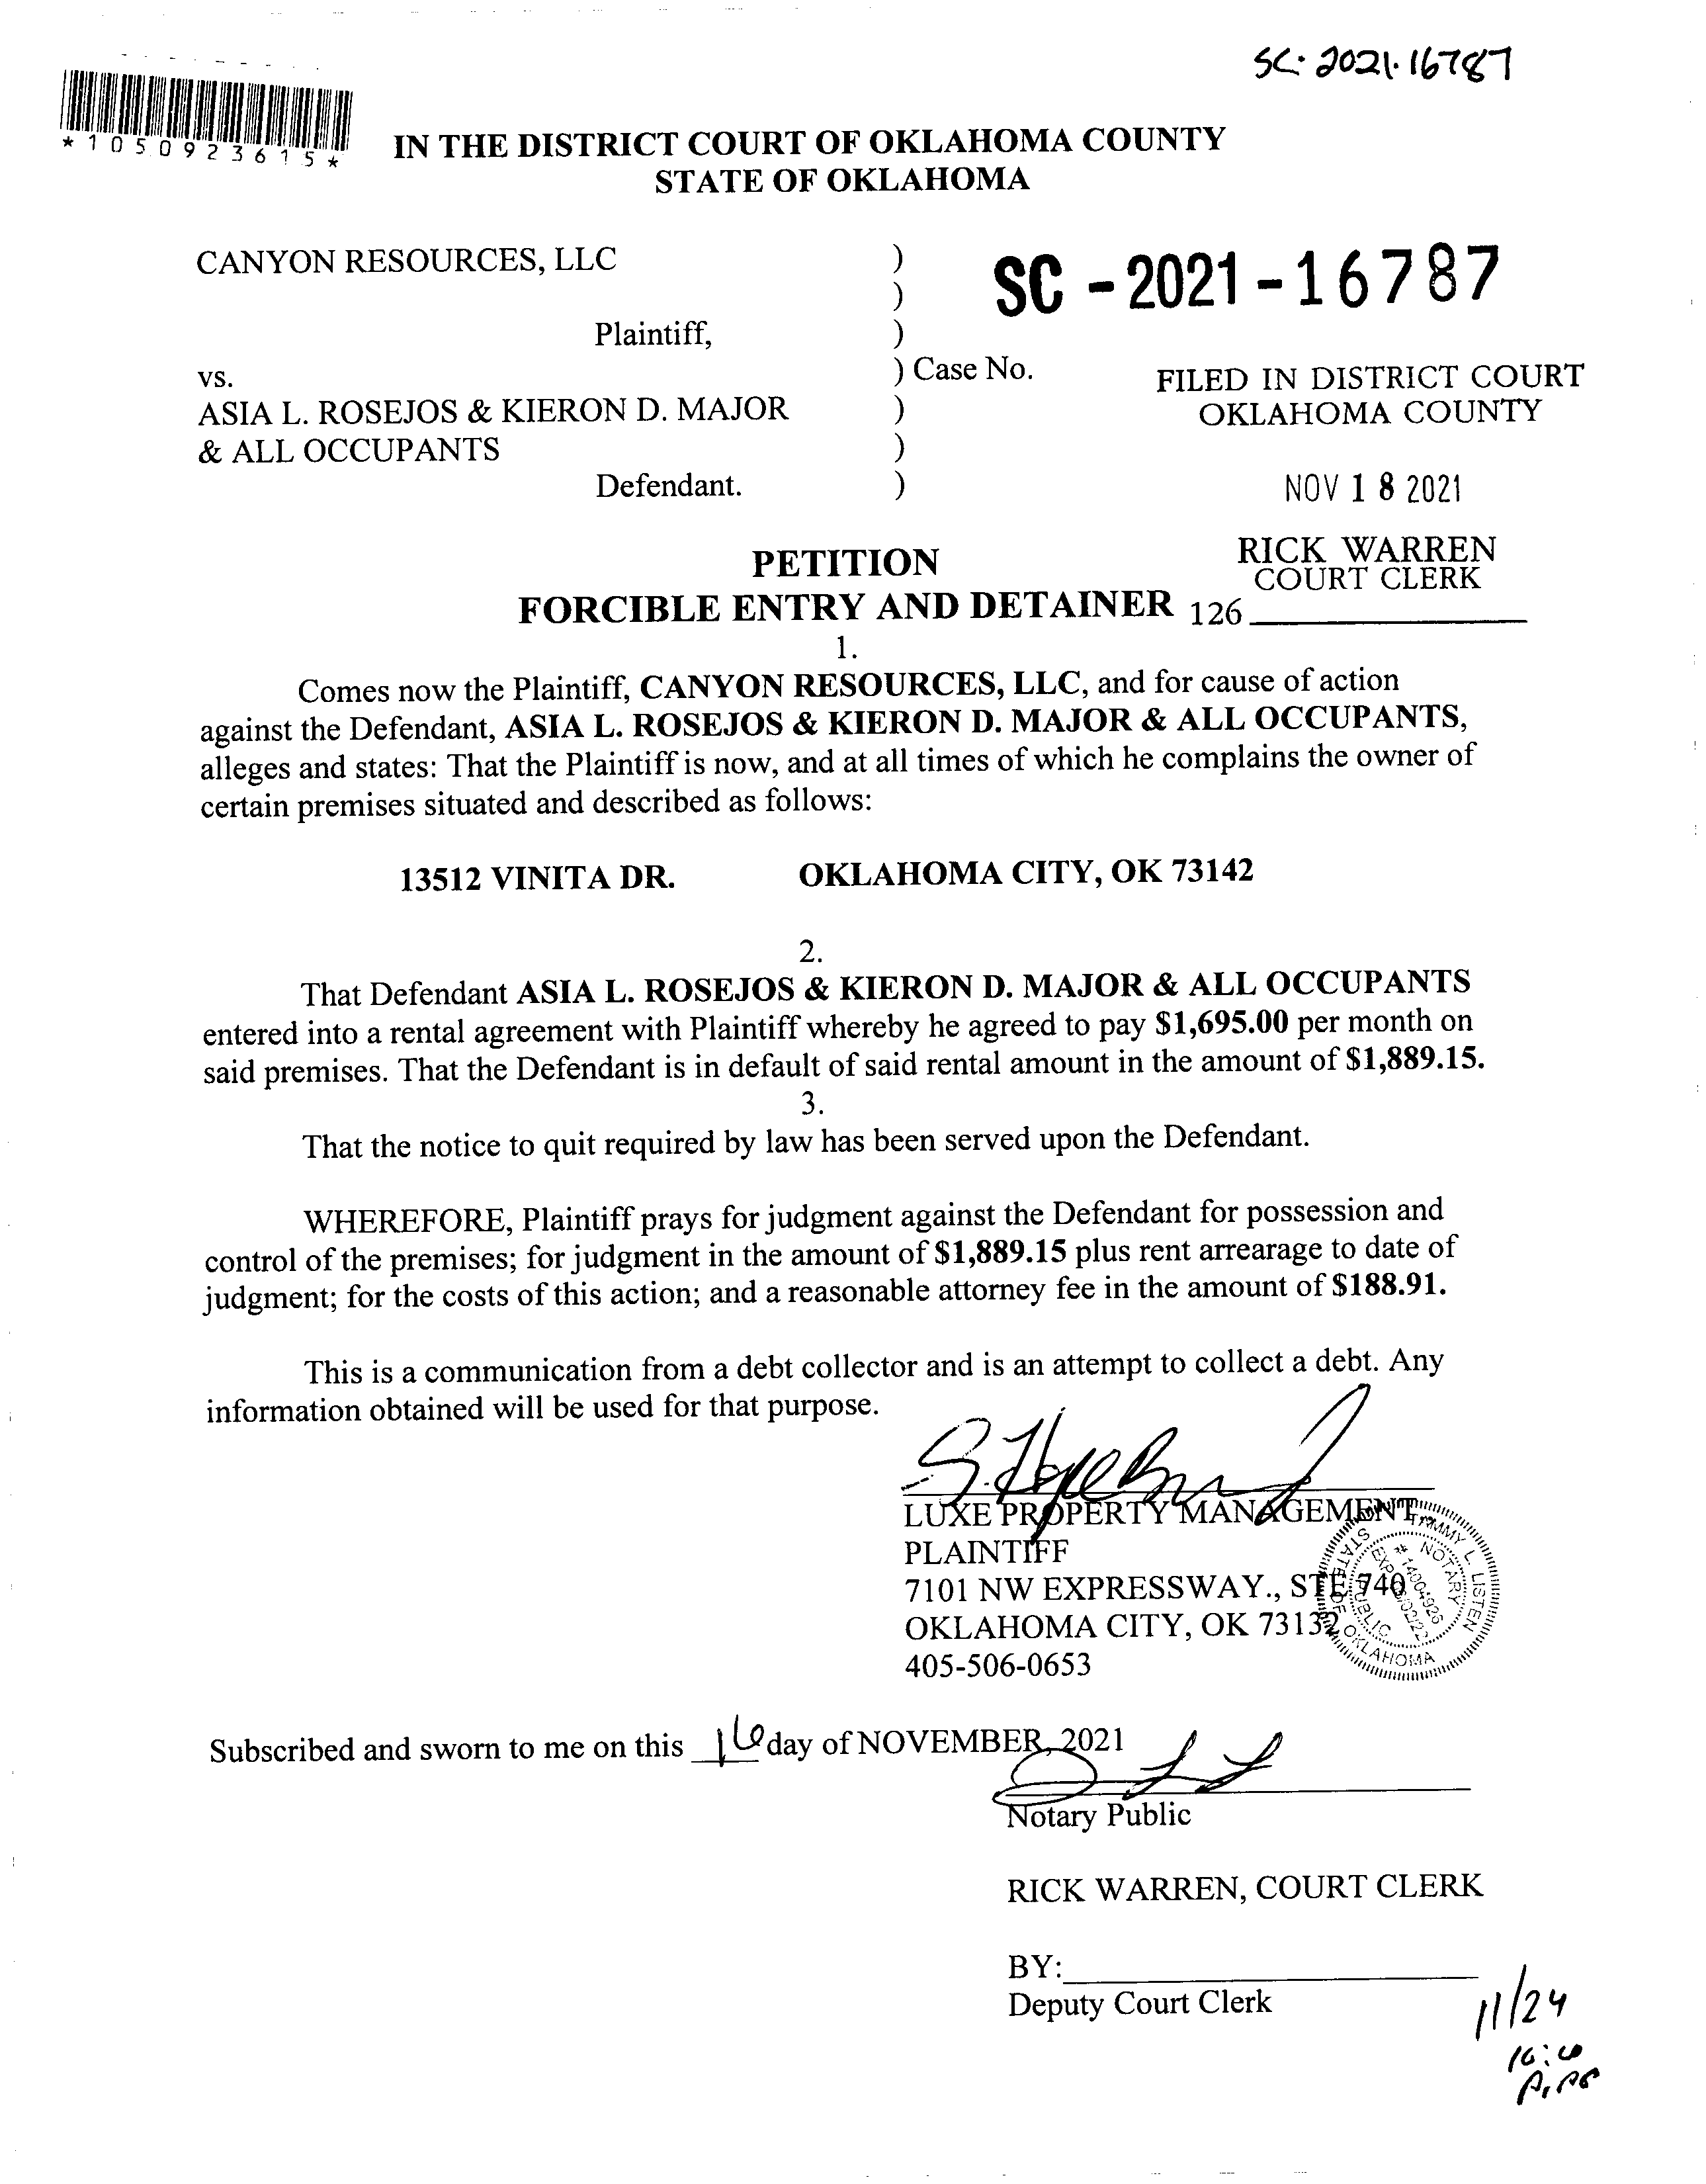 SC-2021-16787
*1050923615*
IN THE DISTRICT COURT OF OKLAHOMA COUNTY
STATE OF OKLAHOMA
CANYON RESOURCES, LLC )
)
SC-2021-16787
Plaintiff, )
vs. ) Case No.
FILED IN DISTRICT COURT
OKLAHOMA COUNTY
ASIA L. ROSEJOS & KIERON D. MAJOR )
& ALL OCCUPANTS )
Defendant. )
NOV 18 2021
RICK WARREN
COURT CLERK
126
PETITION
FORCIBLE ENTRY AND DETAINER
1.
Comes now the Plaintiff, CANYON RESOURCES, LLC, and for cause of action
against the Defendant, ASIA L. ROSEJOS & KIERON D. MAJOR & ALL OCCUPANTS,
alleges and states: That the Plaintiff is now, and at all times of which he complains the owner of
certain premises situated and described as follows:
13512 VINITA DR. OKLAHOMA CITY, OK 73142
2.
That Defendant ASIA L. ROSEJOS & KIERON D. MAJOR & ALL OCCUPANTS
entered into a rental agreement with Plaintiff whereby he agreed to pay $1,695.00 per month on
said premises. That the Defendant is in default of said rental amount in the amount of $1,889.15.
3.
That the notice to quit required by law has been served upon the Defendant.
WHEREFORE, Plaintiff prays for judgment against the Defendant for possession and
control of the premises; for judgment in the amount of $1,889.15 plus rent arrearage to date of
judgment; for the costs of this action; and a reasonable attorney fee in the amount of $188.91.
This is a communication from a debt collector and is an attempt to collect a debt. Any
information obtained will be used for that purpose.
LUXE PROPERTY MANAGEMENT
PLAINTIFF
7101 NW EXPRESSWAY., STE 740
OKLAHOMA CITY, OK 73132
405-506-0653
TAMMY L. LISTEN
NOTARY PUBLIC
# 14004926
STATE OF OKLAHOMA
Subscribed and sworn to me on this 16 day of NOVEMBER, 2021
Notary Public
RICK WARREN, COURT CLERK
BY:
Deputy Court Clerk
11/24